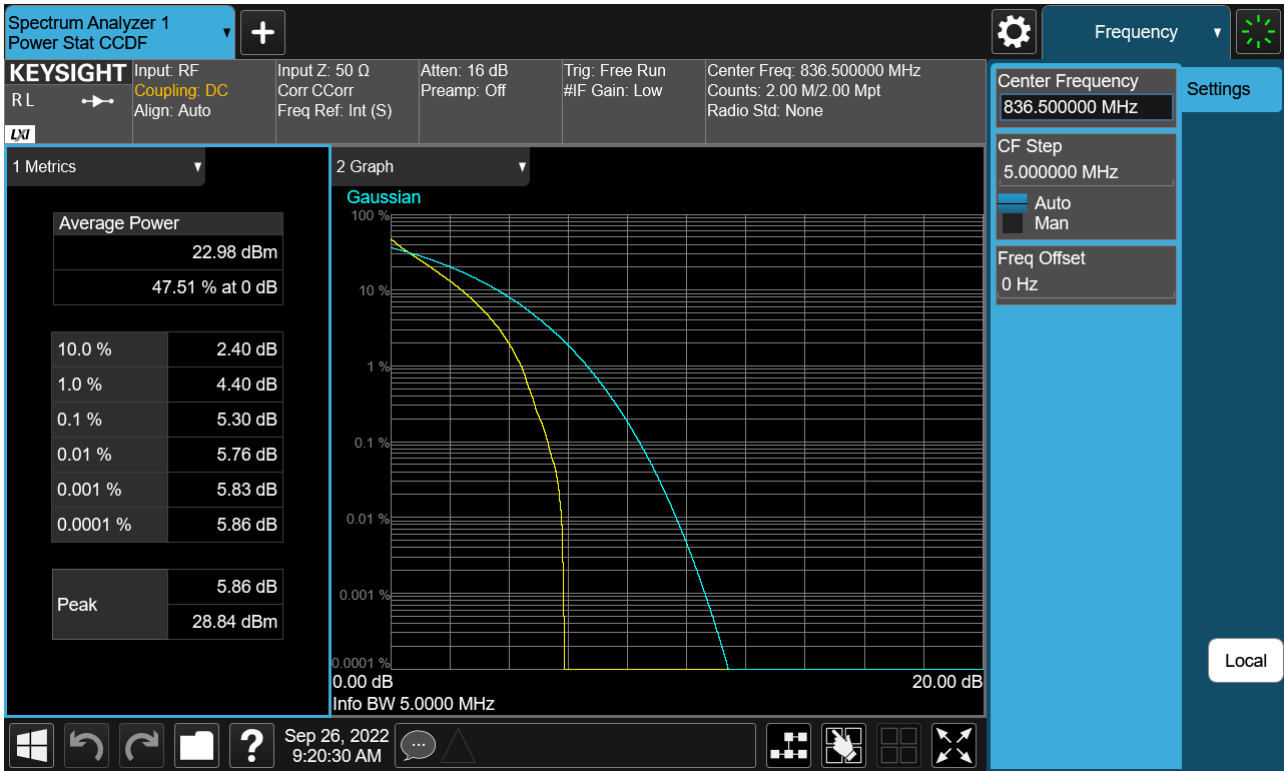 Spectrum Analyzer 1
Power Stat CCDF
Frequency
KEYSIGHT
R L
LXI
Input: RF
Coupling: DC
Align: Auto
Input Z: 50 Ω
Corr CCorr
Freq Ref: Int (S)
Atten: 16 dB
Preamp: Off
Trig: Free Run
#IF Gain: Low
Center Freq: 836.500000 MHz
Counts: 2.00 M/2.00 Mpt
Radio Std: None
1 Metrics
Average Power
22.98 dBm
47.51 % at 0 dB
10.0 % 2.40 dB
1.0 % 4.40 dB
0.1 % 5.30 dB
0.01 % 5.76 dB
0.001 % 5.83 dB
0.0001 % 5.86 dB
Peak
5.86 dB
28.84 dBm
2 Graph
Gaussian
100 %
10 %
1 %
0.1 %
0.01 %
0.001 %
0.0001 %
0.00 dB 20.00 dB
Info BW 5.0000 MHz
Center Frequency
836.500000 MHz
CF Step
5.000000 MHz
Auto
Man
Freq Offset
0 Hz
Settings
Local
?
Sep 26, 2022
9:20:30 AM